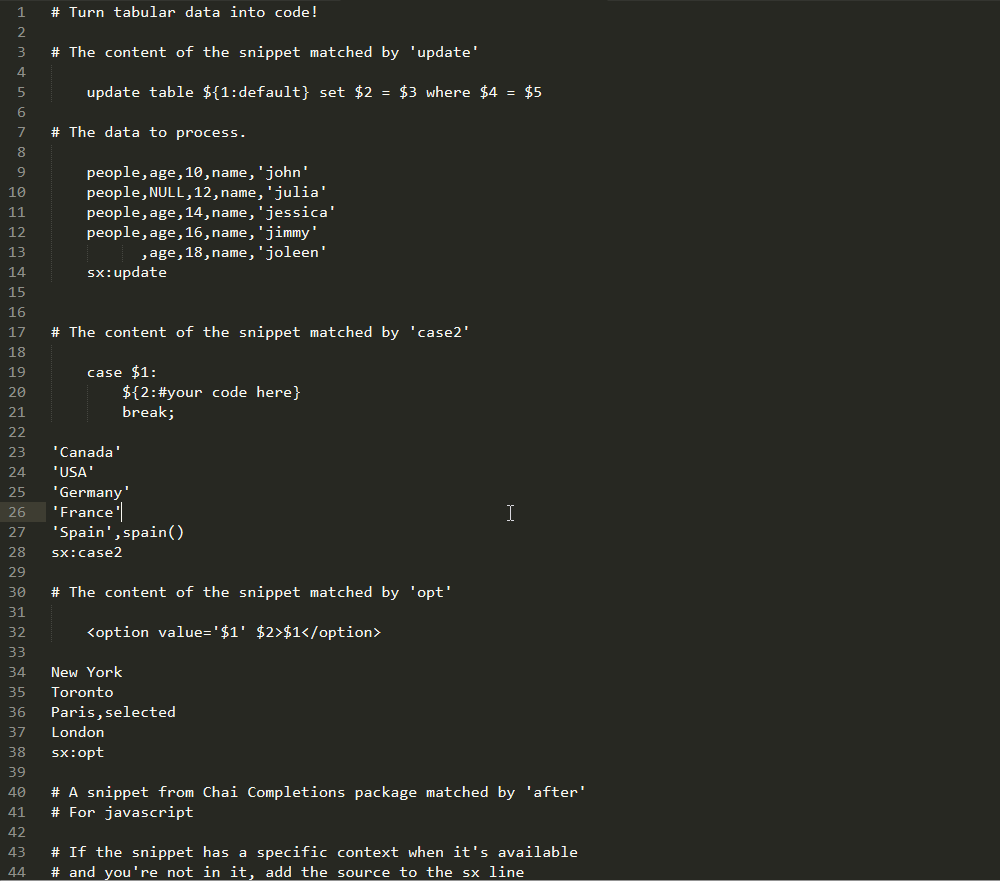 1 # Turn tabular data into code!
2
3 # The content of the snippet matched by 'update'
4
5     update table ${1:default} set $2 = $3 where $4 = $5
6
7 # The data to process.
8
9     people,age,10,name,'john'
10     people,NULL,12,name,'julia'
11     people,age,14,name,'jessica'
12     people,age,16,name,'jimmy'
13           ,age,18,name,'joleen'
14     sx:update
15
16
17 # The content of the snippet matched by 'case2'
18
19     case $1:
20         ${2:#your code here}
21         break;
22
23 'Canada'
24 'USA'
25 'Germany'
26 'France'
27 'Spain',spain()
28 sx:case2
29
30 # The content of the snippet matched by 'opt'
31
32     <option value='$1' $2>$1</option>
33
34 New York
35 Toronto
36 Paris,selected
37 London
38 sx:opt
39
40 # A snippet from Chai Completions package matched by 'after'
41 # For javascript
42
43 # If the snippet has a specific context when it's available
44 # and you're not in it, add the source to the sx line